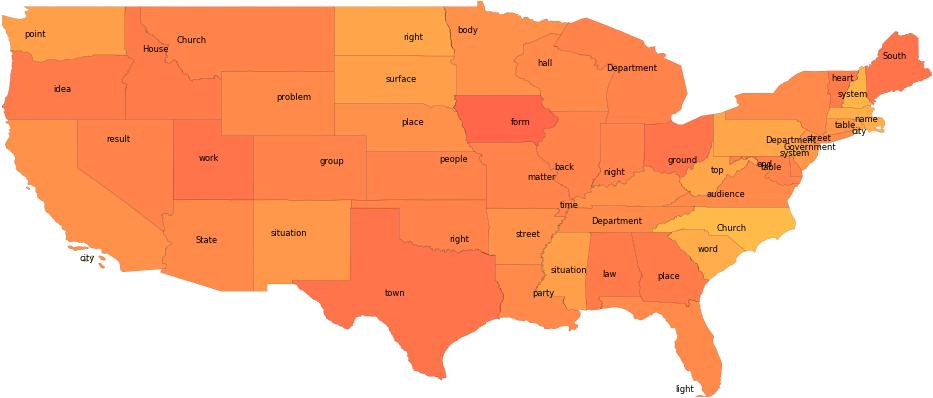 point
House
Church
right
body
hall
Department
South
heart
system
idea
problem
surface
name
result
place
form
table
street
city
Department
Government
system
work
group
people
back
night
ground
top
end
table
matter
audience
time
State
situation
right
street
Department
Church
word
city
town
party
situation
law
place
light